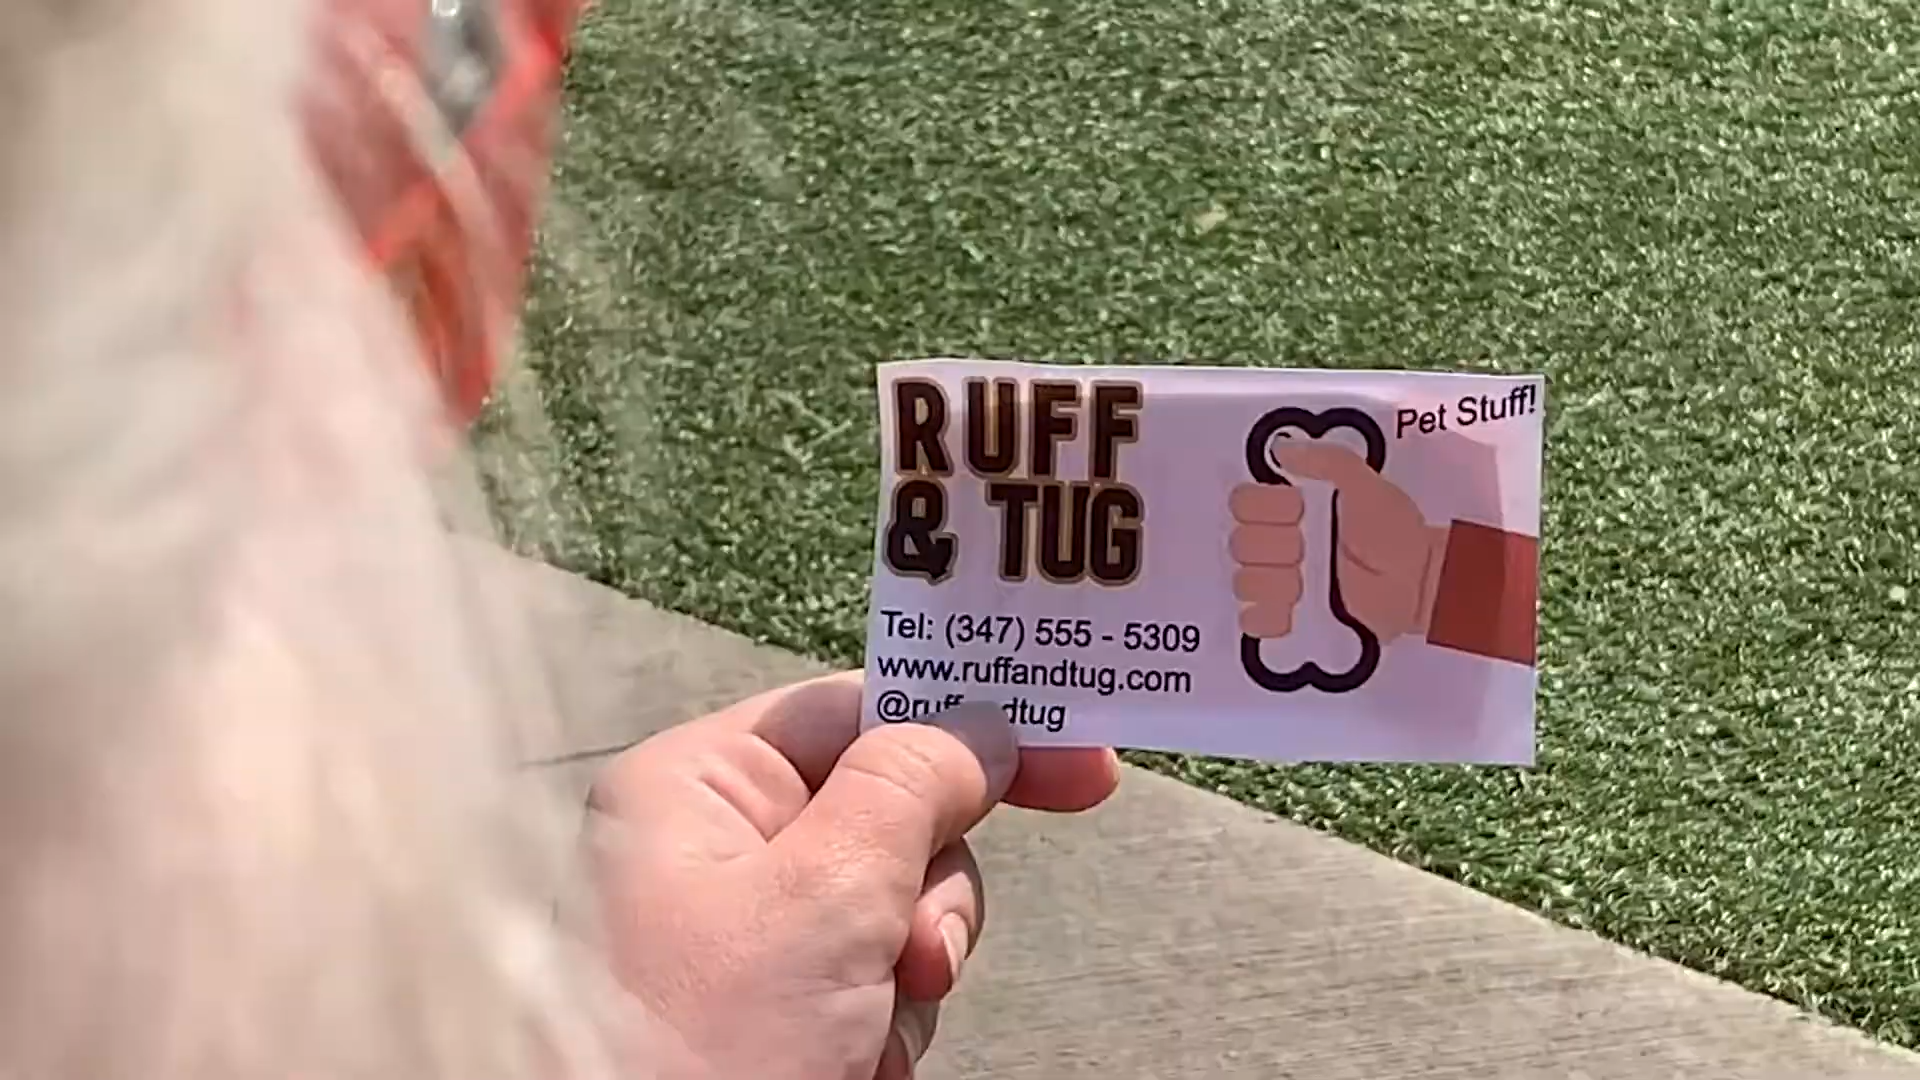 RUFF
& TUG
Pet Stuff!
Tel: (347) 555 - 5309
www.ruffandtug.com